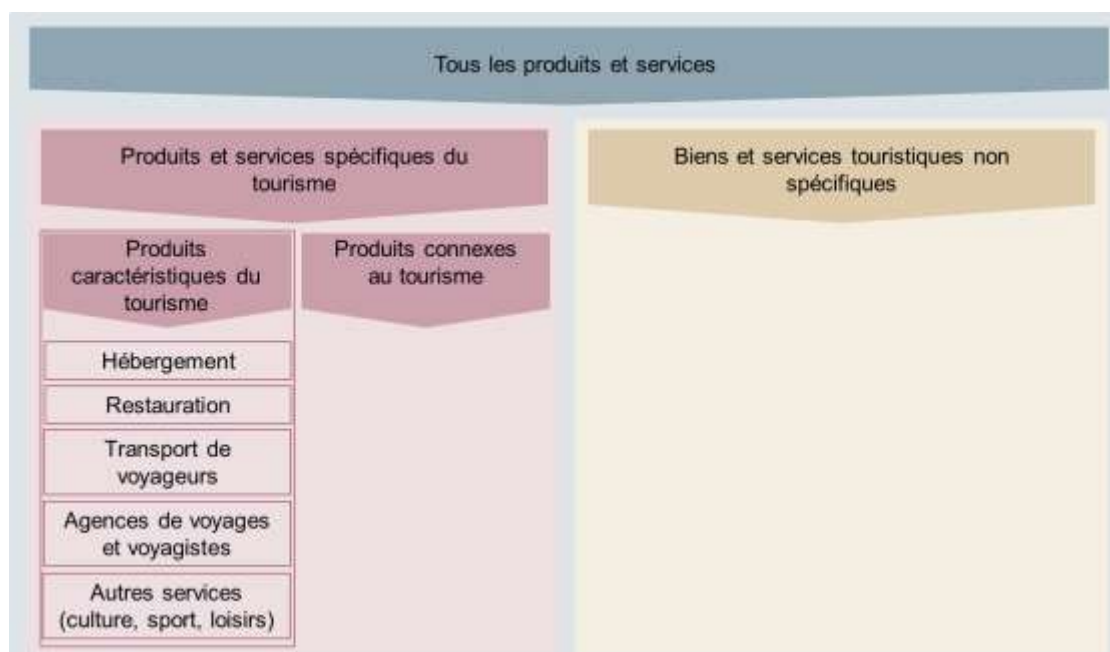 Tous les produits et services
Produits et services spécifiques du
tourisme
Biens et services touristiques non
spécifiques
Produits
caractéristiques du
tourisme
Produits connexes
au tourisme
Hébergement
Restauration
Transport de
voyageurs
Agences de voyages
et voyagistes
Autres services
(culture, sport, loisirs)